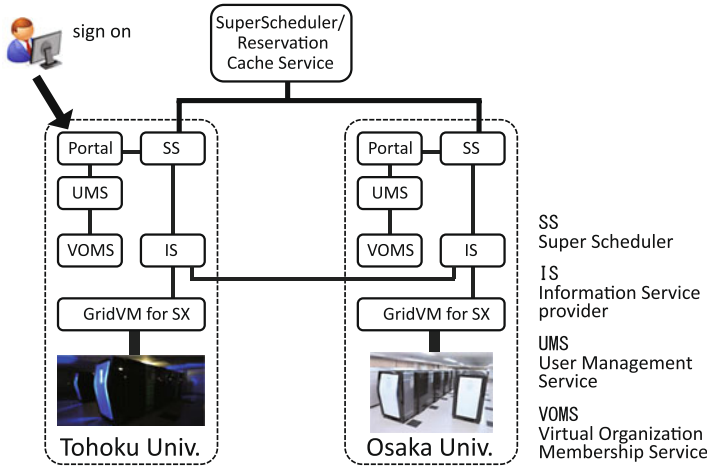 sign on
SuperScheduler/
Reservation
Cache Service
Portal
SS
UMS
VOMS
IS
GridVM for SX
Tohoku Univ.
Portal
SS
UMS
VOMS
IS
GridVM for SX
Osaka Univ.
SS
Super Scheduler
IS
Information Service
provider
UMS
User Management
Service
VOMS
Virtual Organization
Membership Service